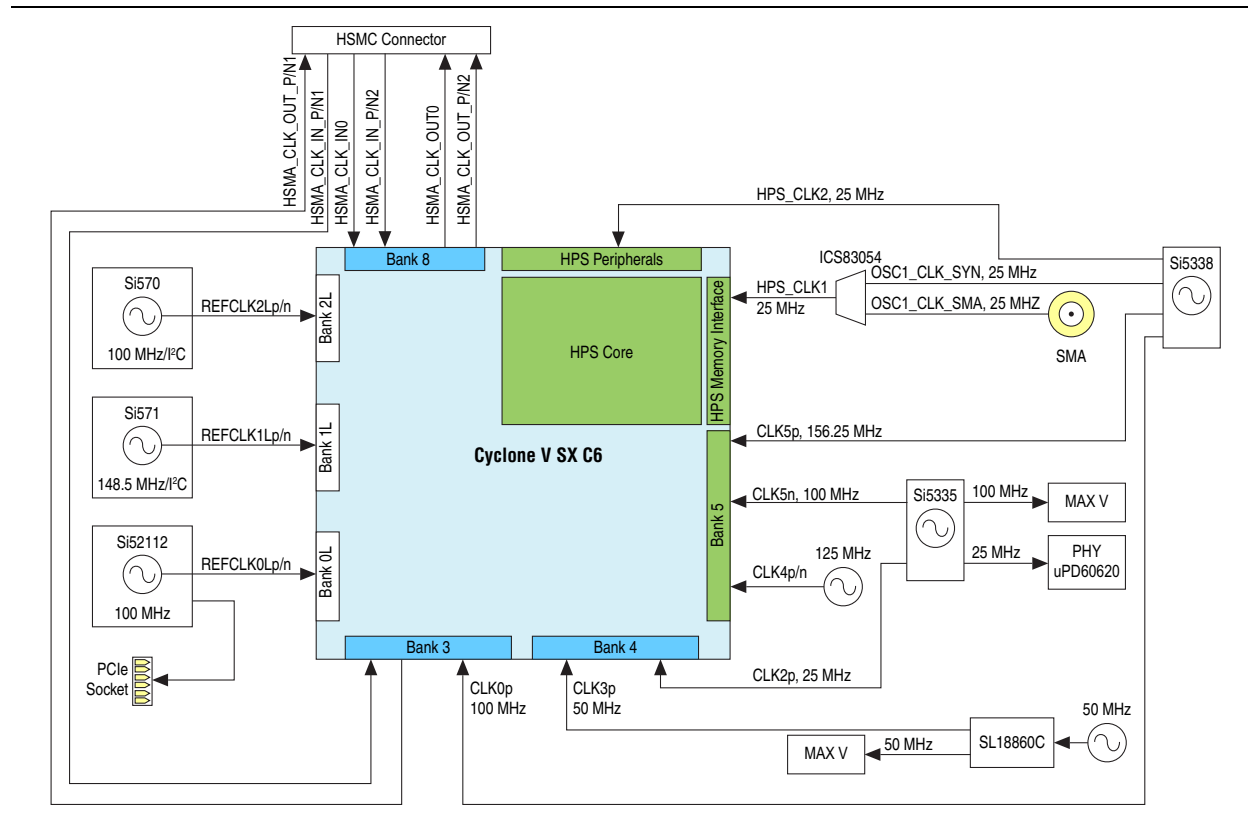 HSMC Connector
HSMA_CLK_OUT_P/N1
HSMA_CLK_IN_P/N1
HSMA_CLK_IN0
HSMA_CLK_IN_P/N2
HSMA_CLK_OUT0
HSMA_CLK_OUT_P/N2
HPS_CLK2, 25 MHz
Bank 8
HPS Peripherals
ICS83054
OSC1_CLK_SYN, 25 MHz
Si5338
Si570
100 MHz/I²C
REFCLK2Lp/n
Bank 2L
HPS Core
HPS Memory Interface
HPS_CLK1
25 MHz
OSC1_CLK_SMA, 25 MHZ
SMA
Si571
148.5 MHz/I²C
REFCLK1Lp/n
Bank 1L
Cyclone V SX C6
CLK5p, 156.25 MHz
Bank 5
CLK5n, 100 MHz
Si5335
100 MHz
MAX V
Si52112
100 MHz
REFCLK0Lp/n
Bank 0L
CLK4p/n
125 MHz
25 MHz
PHY
uPD60620
Bank 3
Bank 4
PCIe
Socket
CLK0p
100 MHz
CLK3p
50 MHz
CLK2p, 25 MHz
50 MHz
SL18860C
50 MHz
MAX V